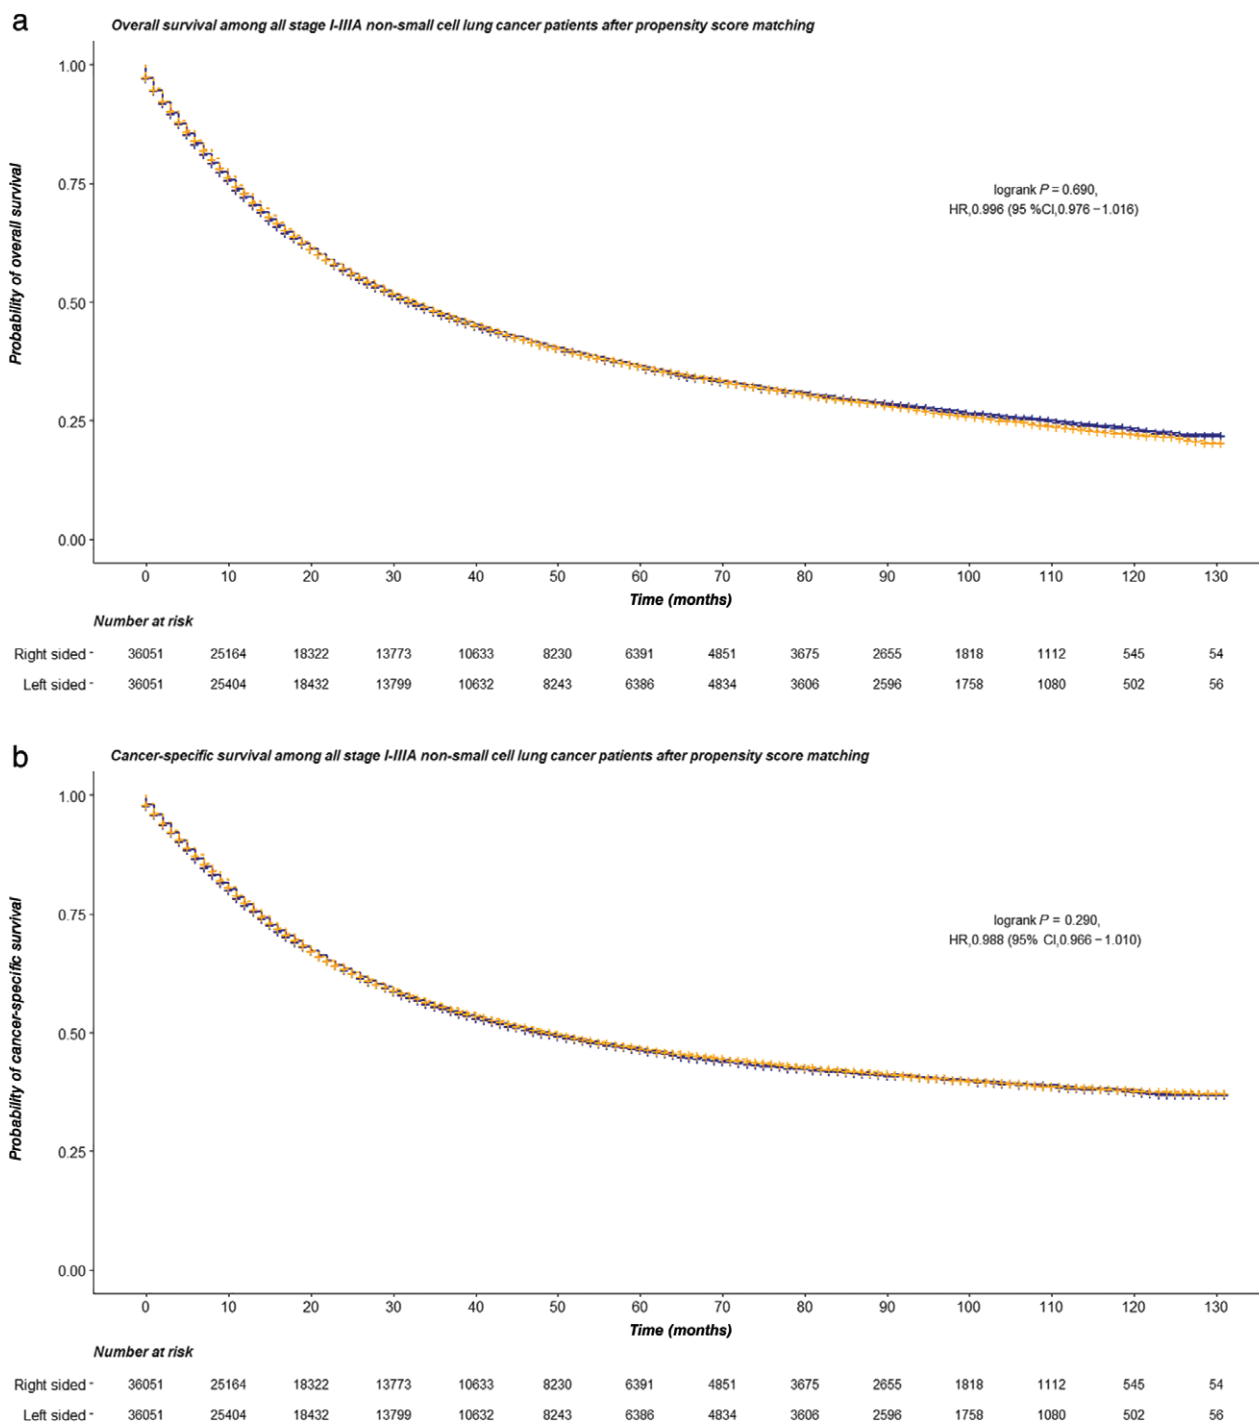 a
Overall survival among all stage I-IIIA non-small cell lung cancer patients after propensity score matching
1.00
0.75
0.50
0.25
0.00
Probability of overall survival
logrank P = 0.690,
HR,0.996 (95 %CI,0.976 – 1.016)
0 10 20 30 40 50 60 70 80 90 100 110 120 130
Time (months)
Number at risk
Right sided - 36051 25164 18322 13773 10633 8230 6391 4851 3675 2655 1818 1112 545 54
Left sided - 36051 25404 18432 13799 10632 8243 6386 4834 3606 2596 1758 1080 502 56
b
Cancer-specific survival among all stage I-IIIA non-small cell lung cancer patients after propensity score matching
1.00
0.75
0.50
0.25
0.00
Probability of cancer-specific survival
logrank P = 0.290,
HR,0.988 (95% CI,0.966 – 1.010)
0 10 20 30 40 50 60 70 80 90 100 110 120 130
Time (months)
Number at risk
Right sided - 36051 25164 18322 13773 10633 8230 6391 4851 3675 2655 1818 1112 545 54
Left sided - 36051 25404 18432 13799 10632 8243 6386 4834 3606 2596 1758 1080 502 56